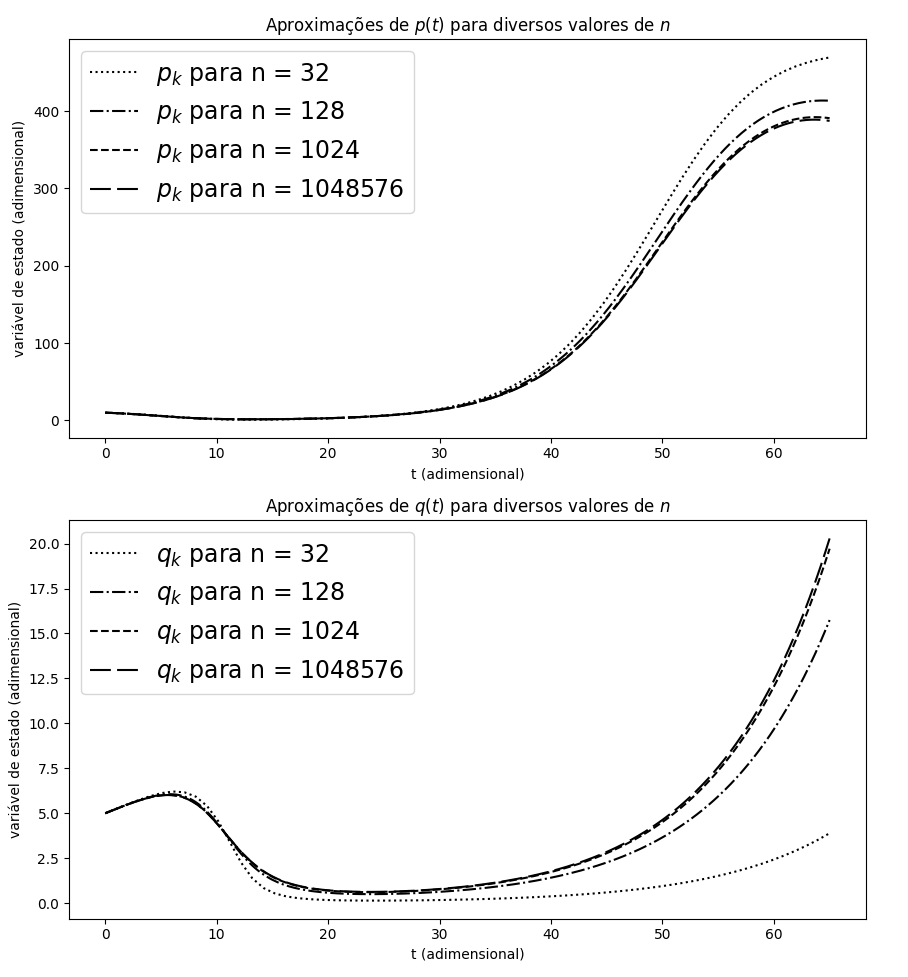 Aproximações de p(t) para diversos valores de n
p_k para n = 32
p_k para n = 128
p_k para n = 1024
p_k para n = 1048576
variável de estado (adimensional)
400
300
200
100
0
0 10 20 30 40 50 60
t (adimensional)
Aproximações de q(t) para diversos valores de n
q_k para n = 32
q_k para n = 128
q_k para n = 1024
q_k para n = 1048576
variável de estado (adimensional)
20.0
17.5
15.0
12.5
10.0
7.5
5.0
2.5
0.0
0 10 20 30 40 50 60
t (adimensional)